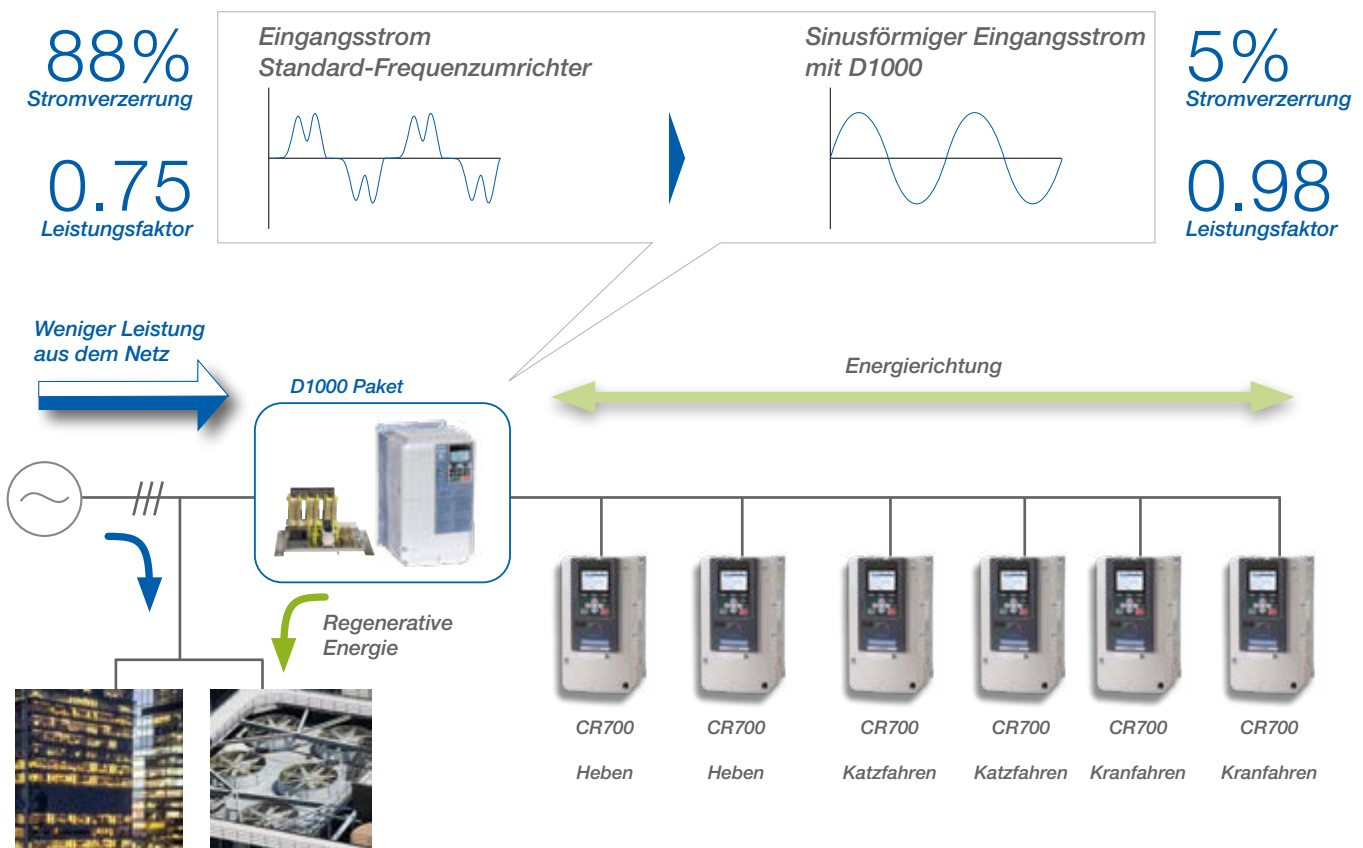 88%
Stromverzerrung
0.75
Leistungsfaktor
Eingangsstrom
Standard-Frequenzumrichter
Sinusförmiger Eingangsstrom
mit D1000
5%
Stromverzerrung
0.98
Leistungsfaktor
Weniger Leistung
aus dem Netz
D1000 Paket
Energierichtung
Regenerative
Energie
CR700
CR700
CR700
CR700
CR700
CR700
Heben
Heben
Katzfahren
Katzfahren
Kranfahren
Kranfahren